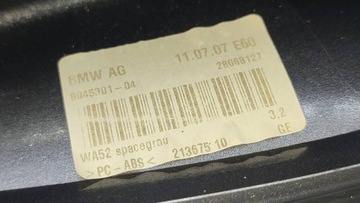 BMW AG 11.07.07 E60
8045301-04 28068127
3.2
WA52 spacegrau GE
>PC-ABS< 213675 10